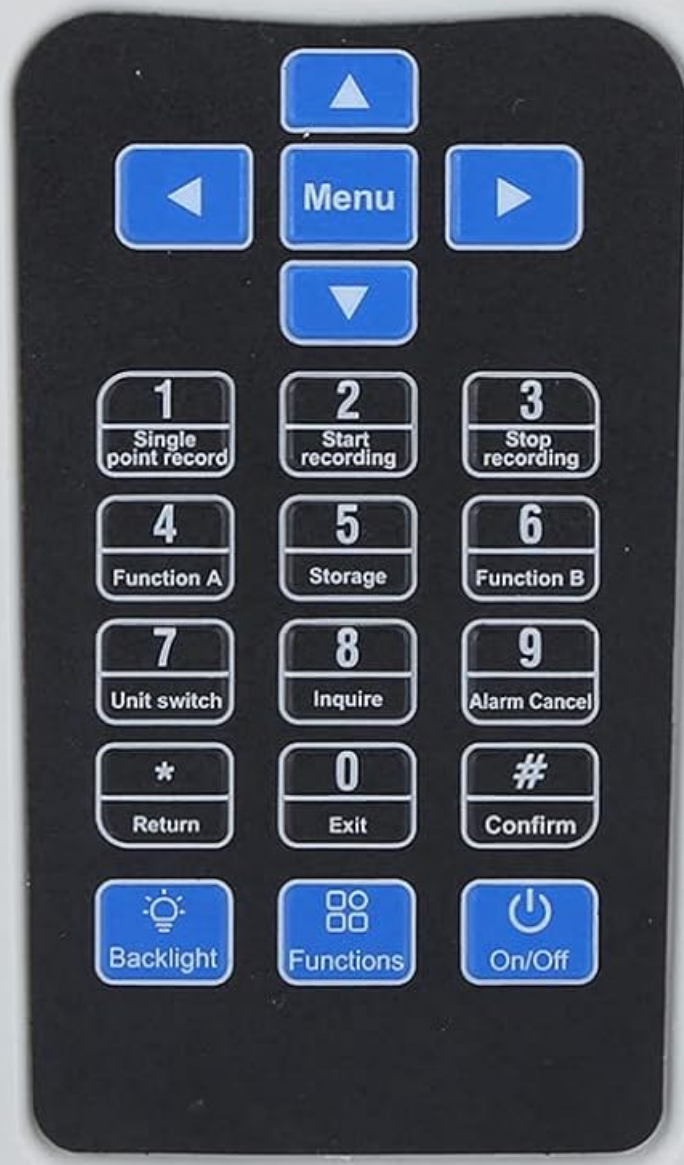 Menu
1 2 3
Single point record Start recording Stop recording
4 5 6
Function A Storage Function B
7 8 9
Unit switch Inquire Alarm Cancel
* 0 #
Return Exit Confirm
Backlight Functions On/Off